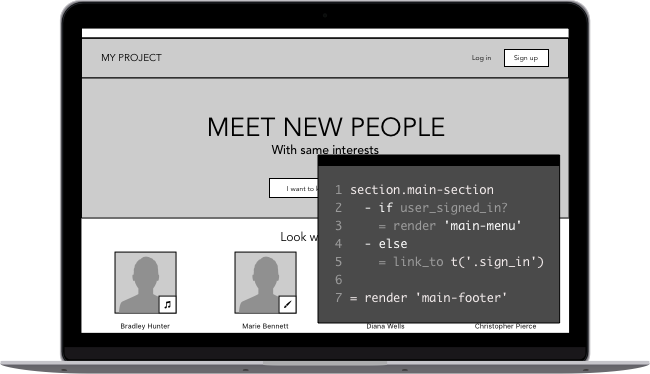 MY PROJECT
Log in
Sign up
MEET NEW PEOPLE
With same interests
I want to
Look w
1 section.main-section
2   - if user_signed_in?
3     = render 'main-menu'
4   - else
5     = link_to t('.sign_in')
6
7 = render 'main-footer'
Bradley Hunter
Marie Bennett
Diana Wells
Christopher Pierce